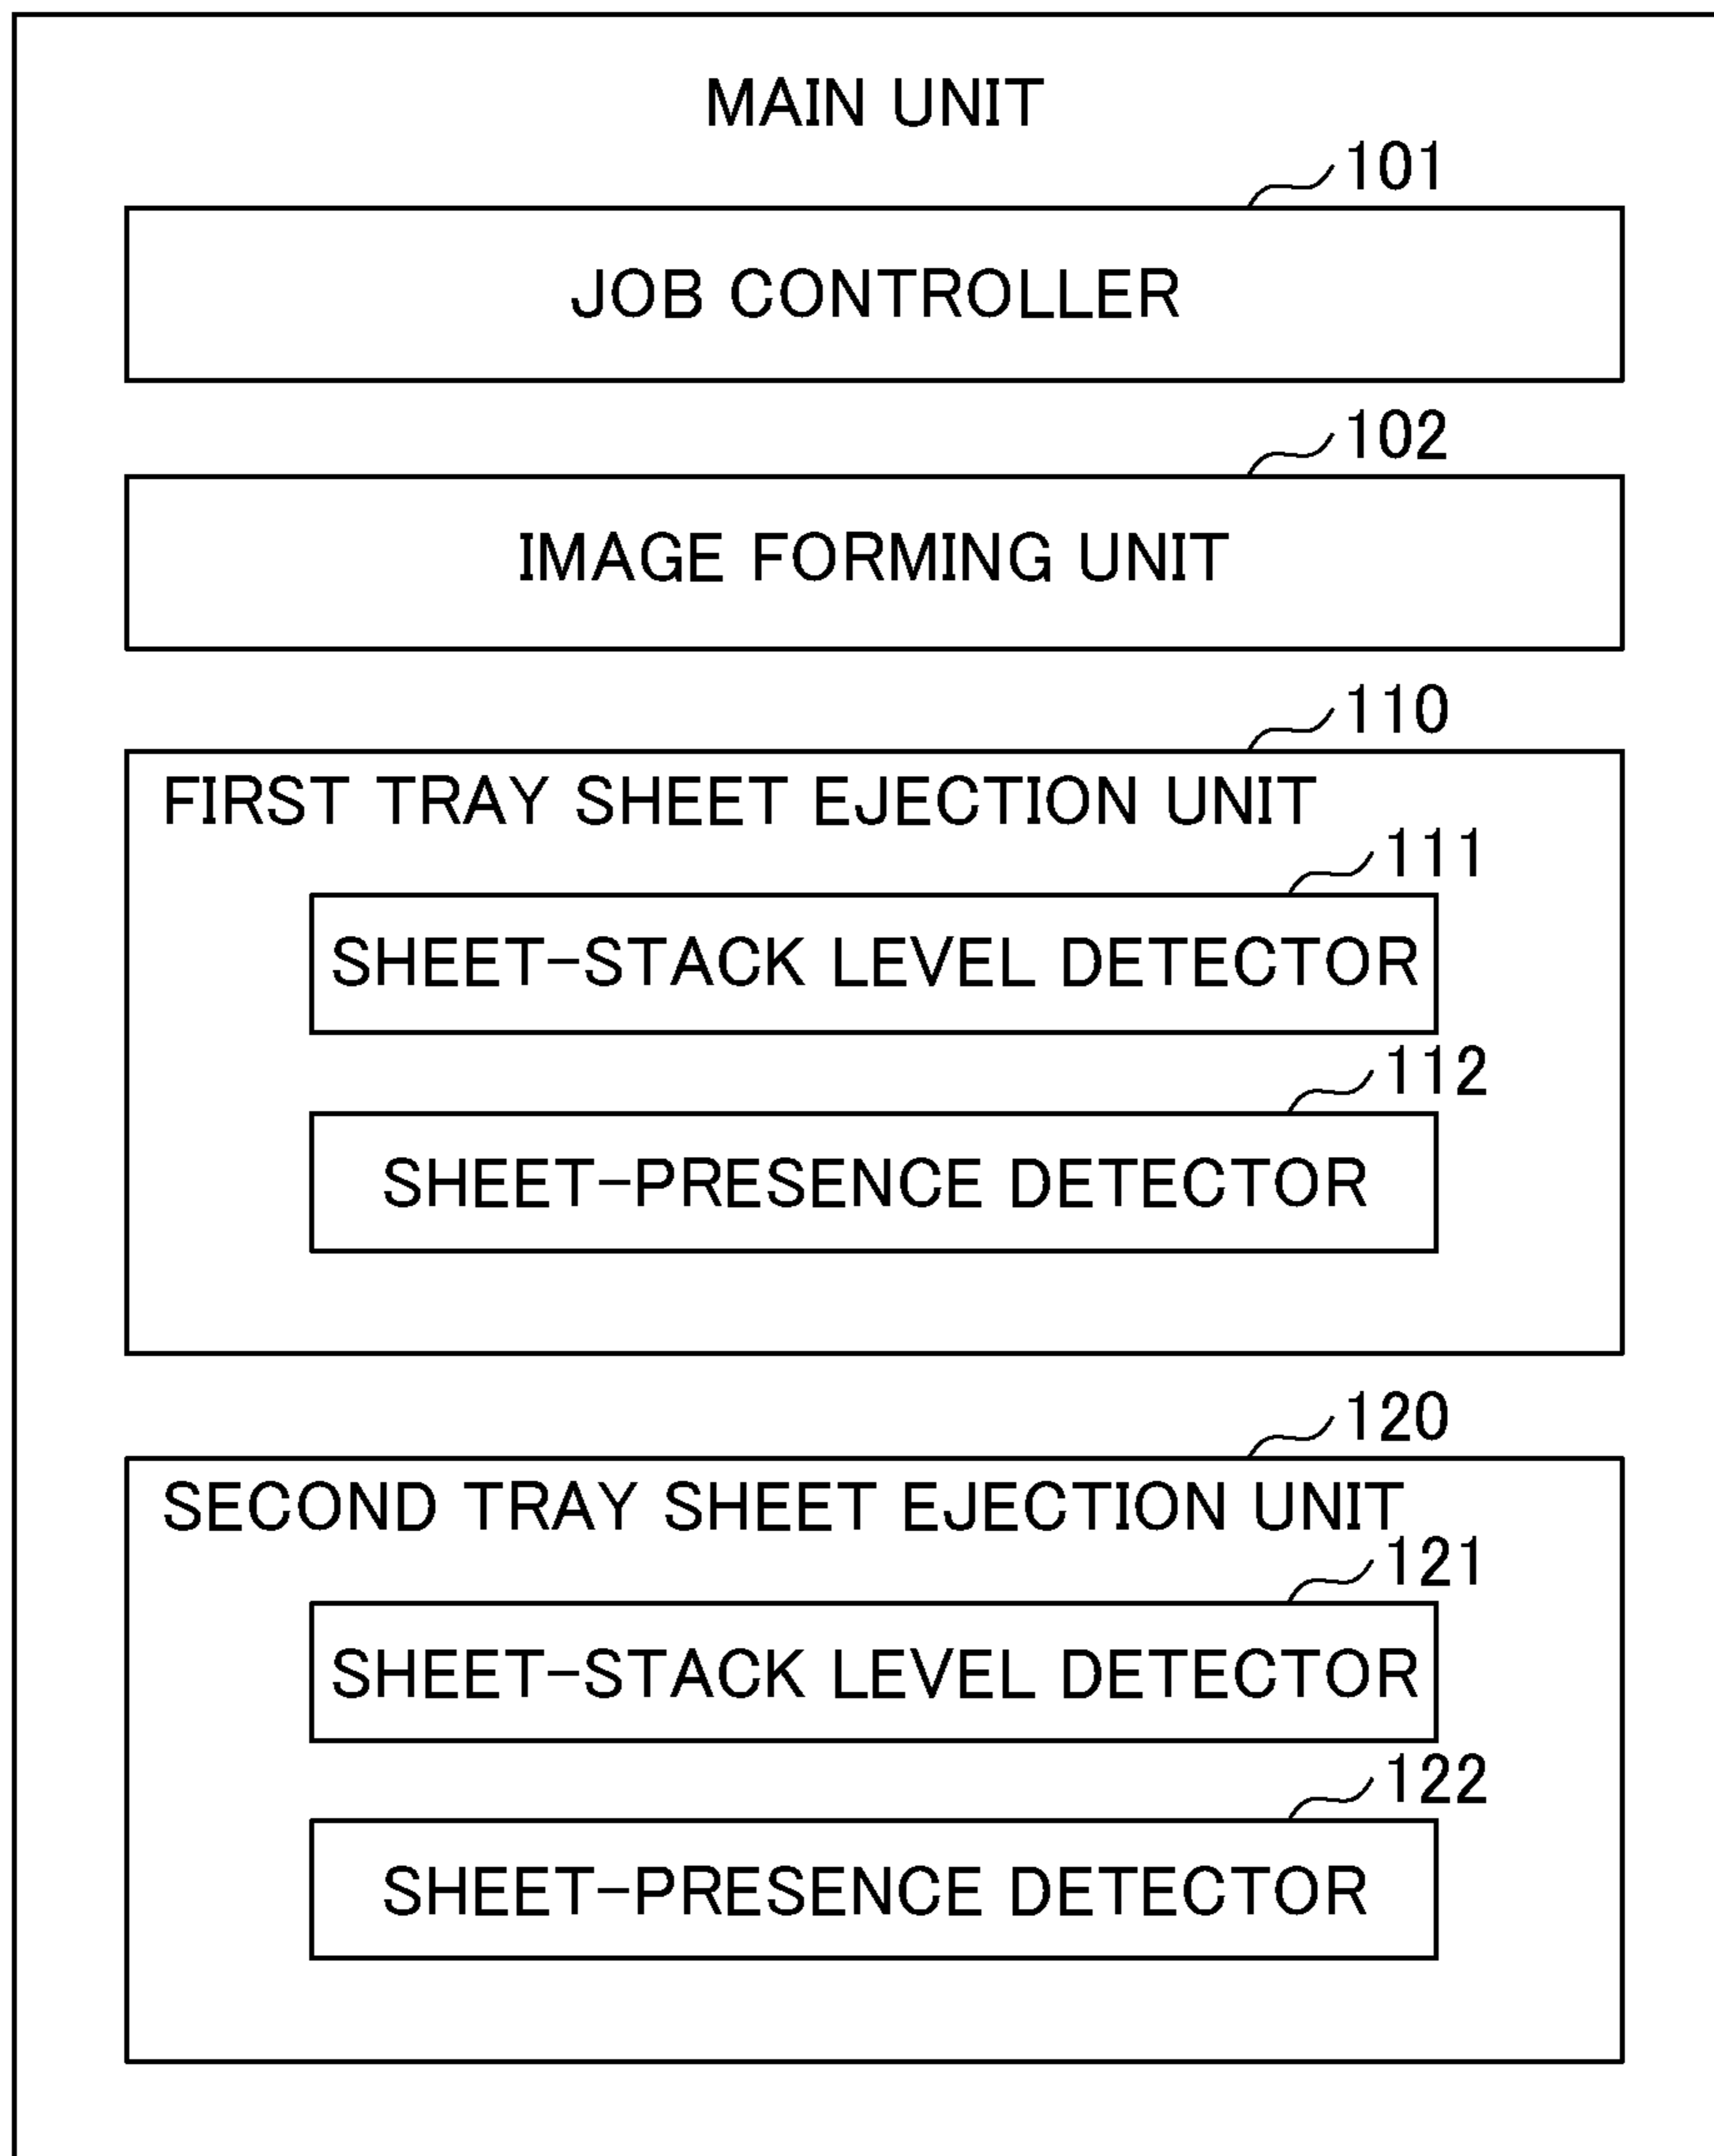 MAIN UNIT
101
JOB CONTROLLER
102
IMAGE FORMING UNIT
110
FIRST TRAY SHEET EJECTION UNIT
111
SHEET-STACK LEVEL DETECTOR
112
SHEET-PRESENCE DETECTOR
120
SECOND TRAY SHEET EJECTION UNIT
121
SHEET-STACK LEVEL DETECTOR
122
SHEET-PRESENCE DETECTOR